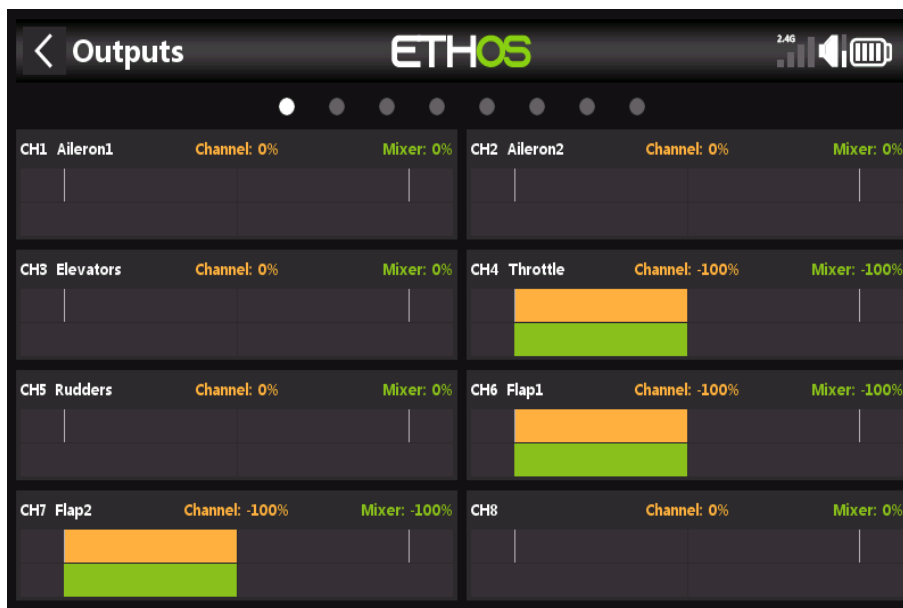 Outputs ETHOS 2.4G
CH1 Aileron1 Channel: 0% Mixer: 0%
CH2 Aileron2 Channel: 0% Mixer: 0%
CH3 Elevators Channel: 0% Mixer: 0%
CH4 Throttle Channel: -100% Mixer: -100%
CH5 Rudders Channel: 0% Mixer: 0%
CH6 Flap1 Channel: -100% Mixer: -100%
CH7 Flap2 Channel: -100% Mixer: -100%
CH8 Channel: 0% Mixer: 0%